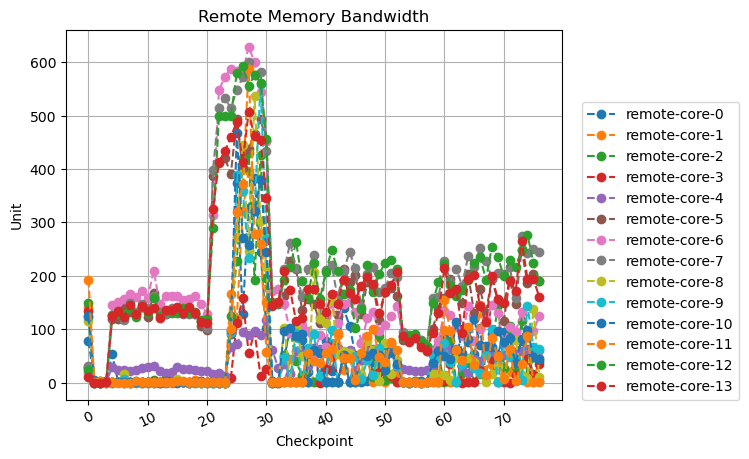 Remote Memory Bandwidth
Unit
600
500
400
300
200
100
0
0
10
20
30
40
50
60
70
Checkpoint
remote-core-0
remote-core-1
remote-core-2
remote-core-3
remote-core-4
remote-core-5
remote-core-6
remote-core-7
remote-core-8
remote-core-9
remote-core-10
remote-core-11
remote-core-12
remote-core-13